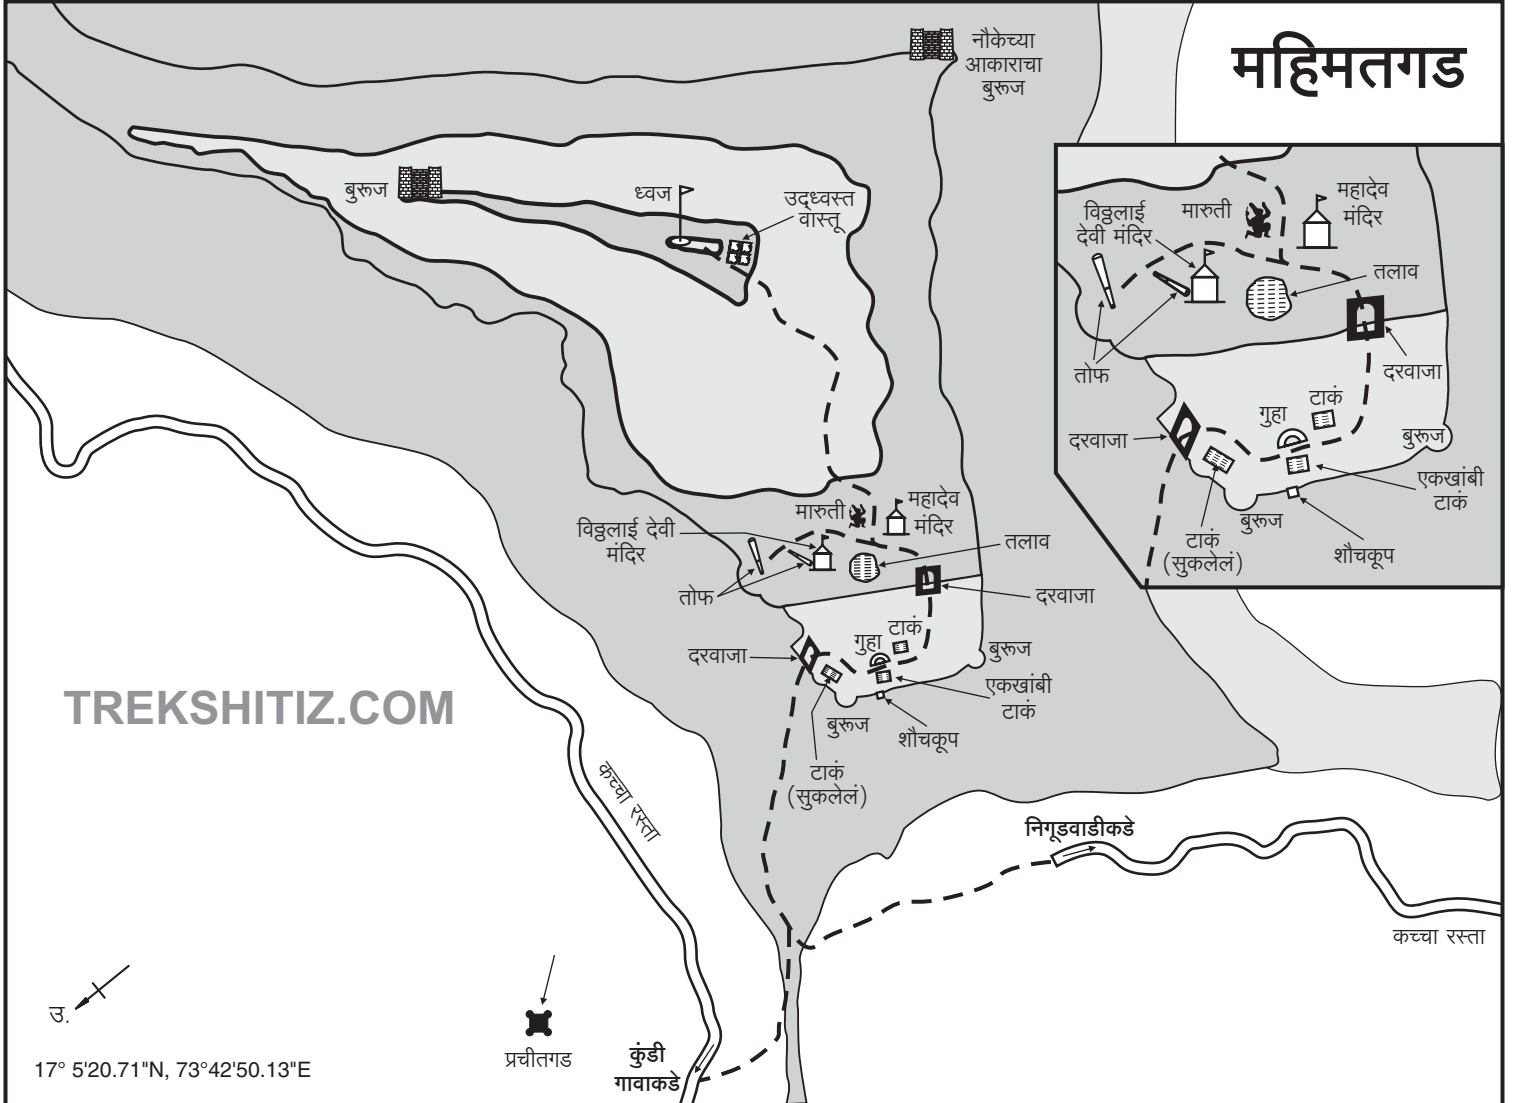 महिमतगड
नौकेच्या
आकाराचा
बुरूज
बुरूज
ध्वज
उद्ध्वस्त
वास्तू
मारुती
महादेव
मंदिर
विठ्ठलाई देवी
मंदिर
तलाव
तोफ
दरवाजा
दरवाजा
गुहा
टाकं
बुरूज
एकखांबी
टाकं
बुरूज
शौचकूप
टाकं
(सुकलेलं)
मारुती
महादेव
मंदिर
विठ्ठलाई
देवी मंदिर
तलाव
तोफ
दरवाजा
दरवाजा
गुहा
टाकं
बुरूज
एकखांबी
टाकं
बुरूज
शौचकूप
टाकं
(सुकलेलं)
TREKSHITIZ.COM
कच्चा रस्ता
निगूडवाडीकडे
कच्चा रस्ता
उ.
प्रचीतगड
कुंडी
गावाकडे
17° 5'20.71"N, 73°42'50.13"E